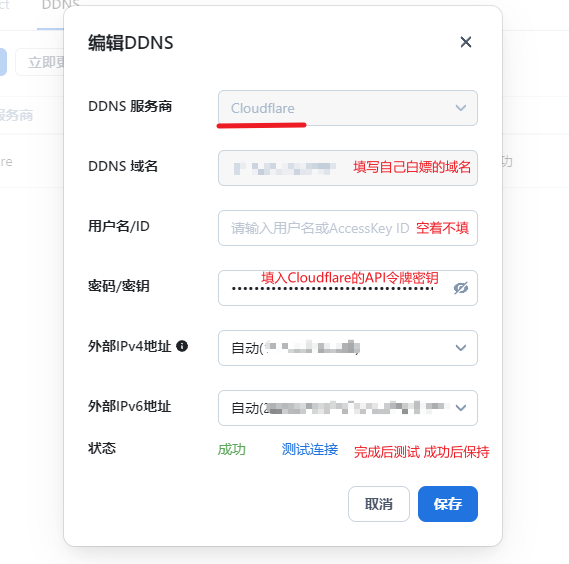 DDNS
立即更
服务商
re
功
编辑DDNS
DDNS 服务商
Cloudflare
DDNS 域名
填写自己白嫖的域名
用户名/ID
请输入用户名或AccessKey ID
空着不填
密码/密钥
填入Cloudflare的API令牌密钥
外部IPv4地址
自动(
外部IPv6地址
自动(2
状态
成功
测试连接
完成后测试 成功后保持
取消
保存